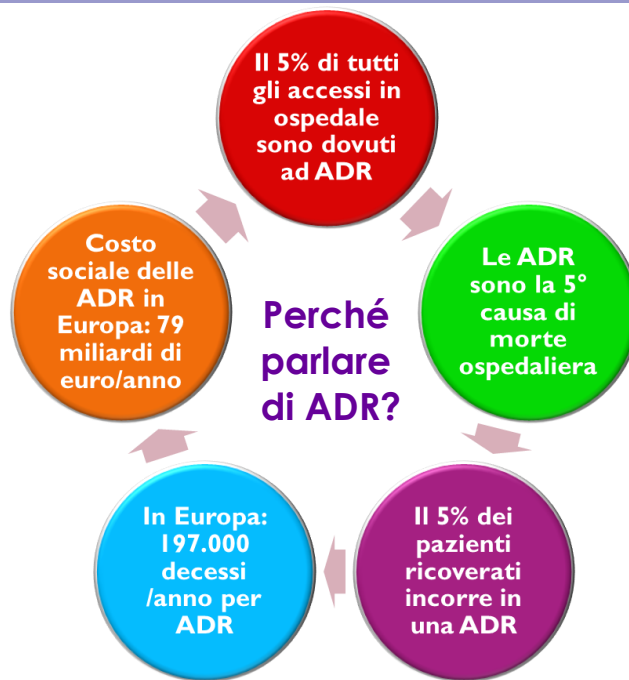 Il 5% di tutti
gli accessi in
ospedale
sono dovuti
ad ADR
Le ADR
sono la 5°
causa di
morte
ospedaliera
Il 5% dei
pazienti
ricoverati
incorre in
una ADR
In Europa:
197.000
decessi
/anno per
ADR
Costo
sociale delle
ADR in
Europa: 79
miliardi di
euro/anno
Perché
parlare
di ADR?